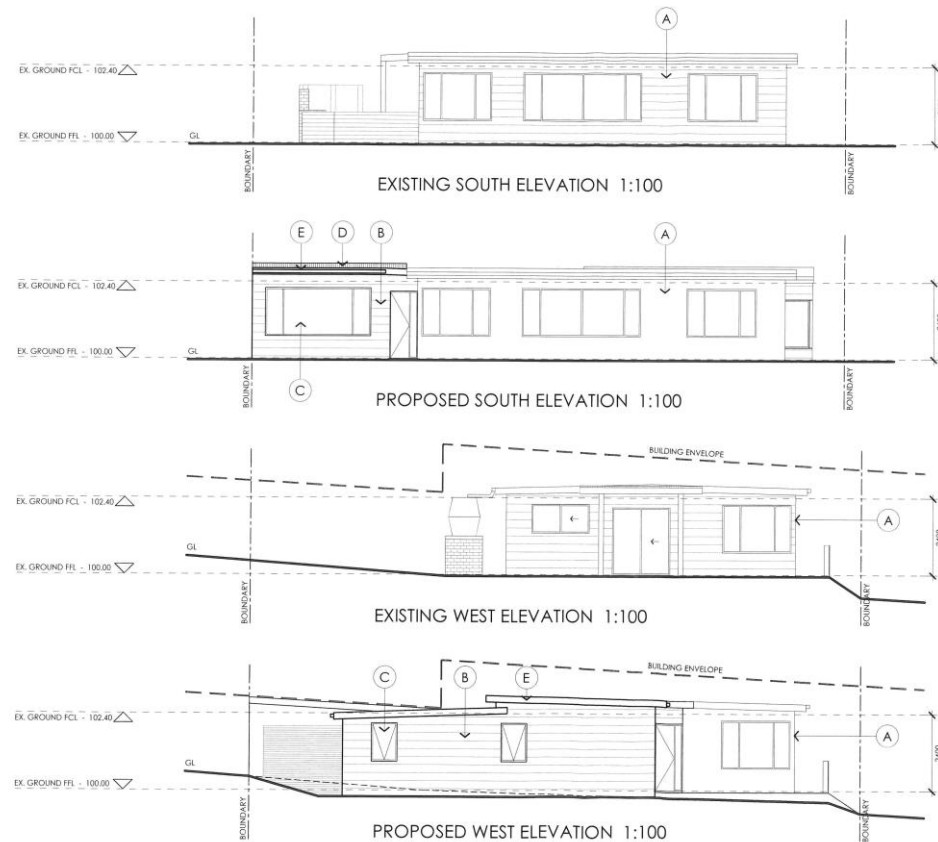 A
EX. GROUND FCL - 102.40
EX. GROUND FFL - 100.00
GL
BOUNDARY
BOUNDARY
EXISTING SOUTH ELEVATION 1:100
E
D
B
A
EX. GROUND FCL - 102.40
EX. GROUND FFL - 100.00
GL
C
BOUNDARY
BOUNDARY
PROPOSED SOUTH ELEVATION 1:100
BUILDING ENVELOPE
EX. GROUND FCL - 102.40
A
GL
EX. GROUND FFL - 100.00
BOUNDARY
BOUNDARY
EXISTING WEST ELEVATION 1:100
BUILDING ENVELOPE
C
B
E
EX. GROUND FCL - 102.40
A
2400
GL
EX. GROUND FFL - 100.00
BOUNDARY
BOUNDARY
PROPOSED WEST ELEVATION 1:100